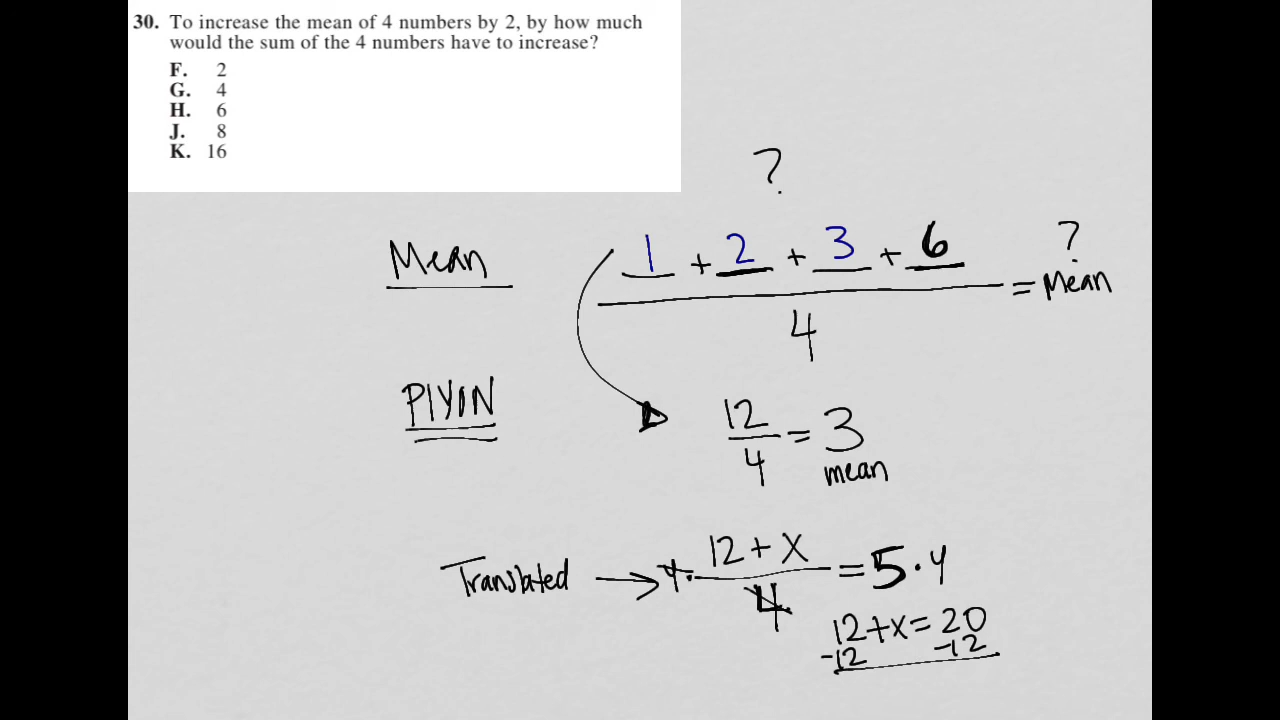 30. To increase the mean of 4 numbers by 2, by how much
would the sum of the 4 numbers have to increase?
F. 2
G. 4
H. 6
J. 8
K. 16
?
Mean
1 + 2 + 3 + 6
4
= Mean
?
PIYON
12
4
= 3
mean
Translated → 4 · 12 + x
4
= 5 · 4
12 + x = 20
-12 -12